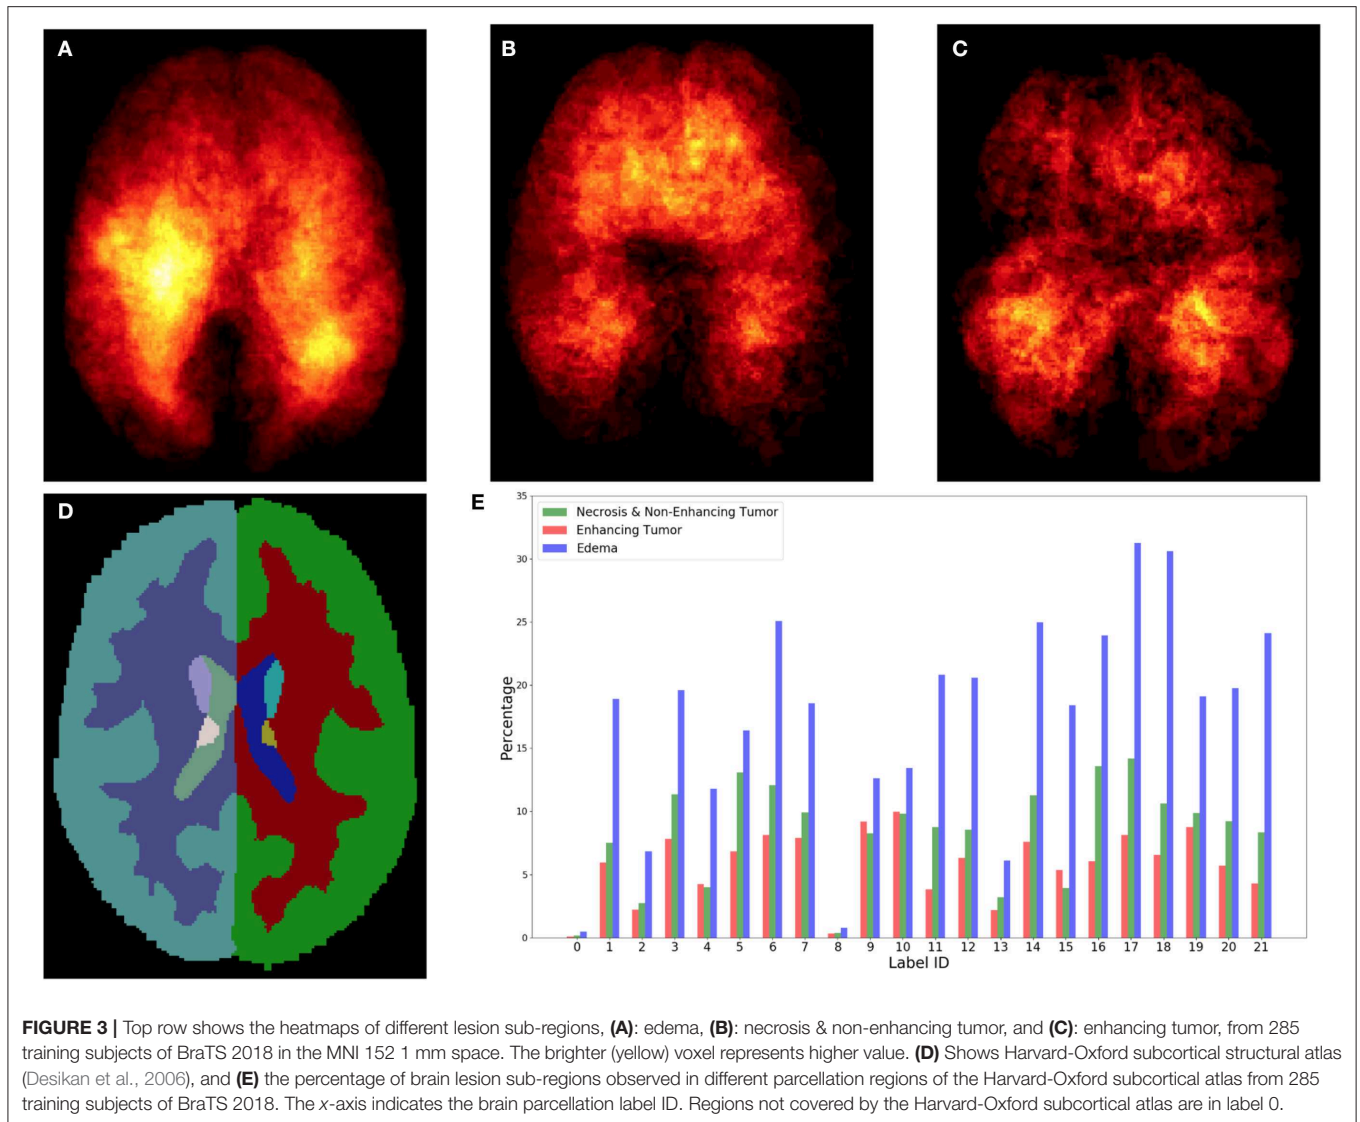 A
B
C
D
E
35
30
25
20
15
10
5
0
Percentage
Necrosis & Non-Enhancing Tumor
Enhancing Tumor
Edema
0 1 2 3 4 5 6 7 8 9 10 11 12 13 14 15 16 17 18 19 20 21
Label ID
FIGURE 3 | Top row shows the heatmaps of different lesion sub-regions, (A): edema, (B): necrosis & non-enhancing tumor, and (C): enhancing tumor, from 285
training subjects of BraTS 2018 in the MNI 152 1 mm space. The brighter (yellow) voxel represents higher value. (D) Shows Harvard-Oxford subcortical structural atlas
(Desikan et al., 2006), and (E) the percentage of brain lesion sub-regions observed in different parcellation regions of the Harvard-Oxford subcortical atlas from 285
training subjects of BraTS 2018. The x-axis indicates the brain parcellation label ID. Regions not covered by the Harvard-Oxford subcortical atlas are in label 0.